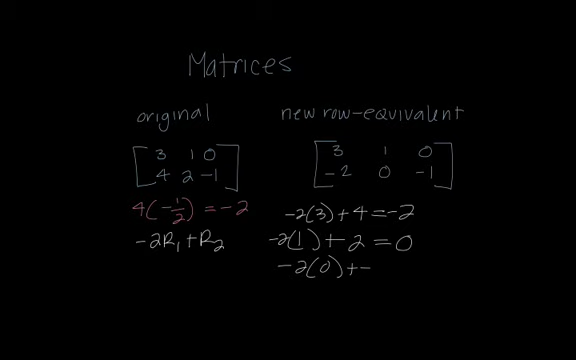 Matrices
original
new row-equivalent
[3 1 0
4 2 -1]
[3 1 0
-2 0 -1]
4(-1/2) = -2
-2R₁ + R₂
-2(3) + 4 = -2
-2(1) + 2 = 0
-2(0) + -